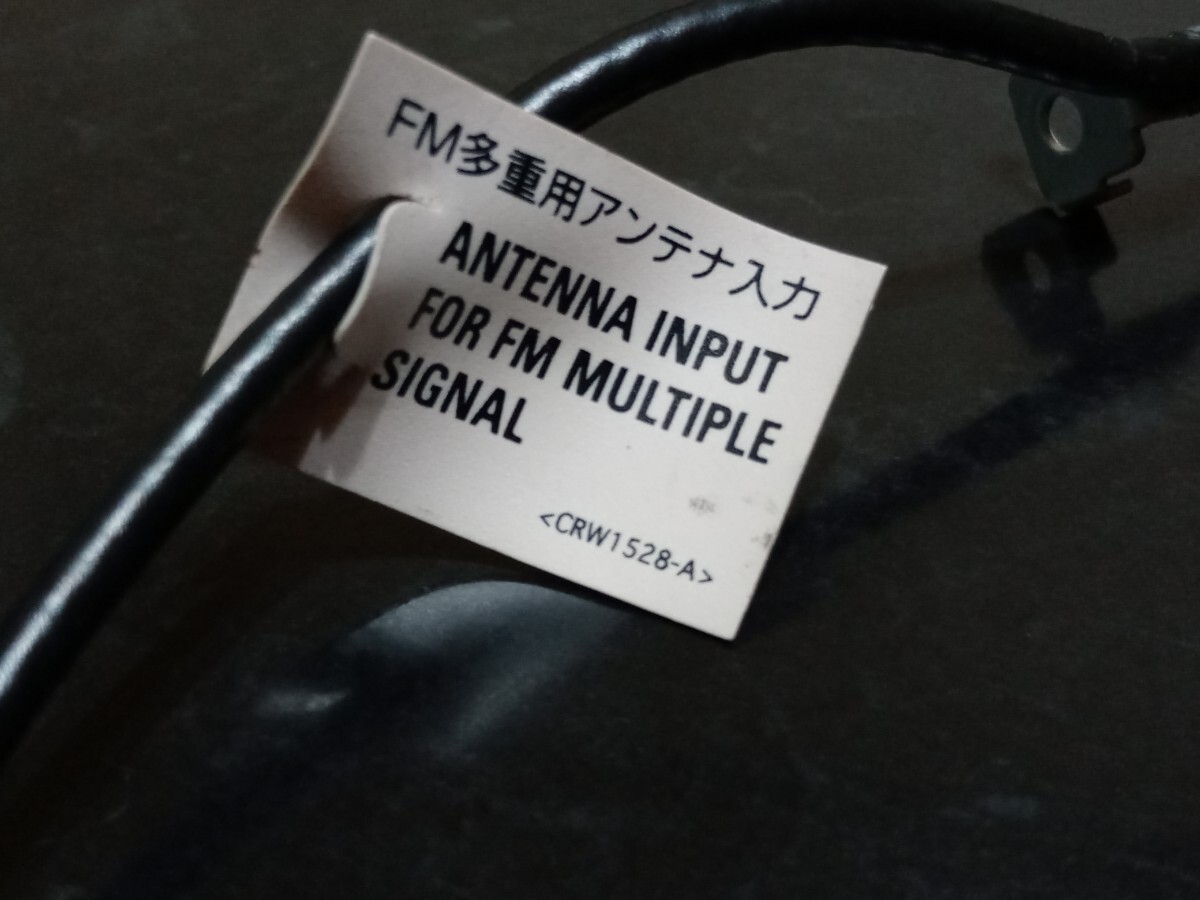 FM多重用アンテナ入力
ANTENNA INPUT
FOR FM MULTIPLE
SIGNAL
<CRW1528-A>